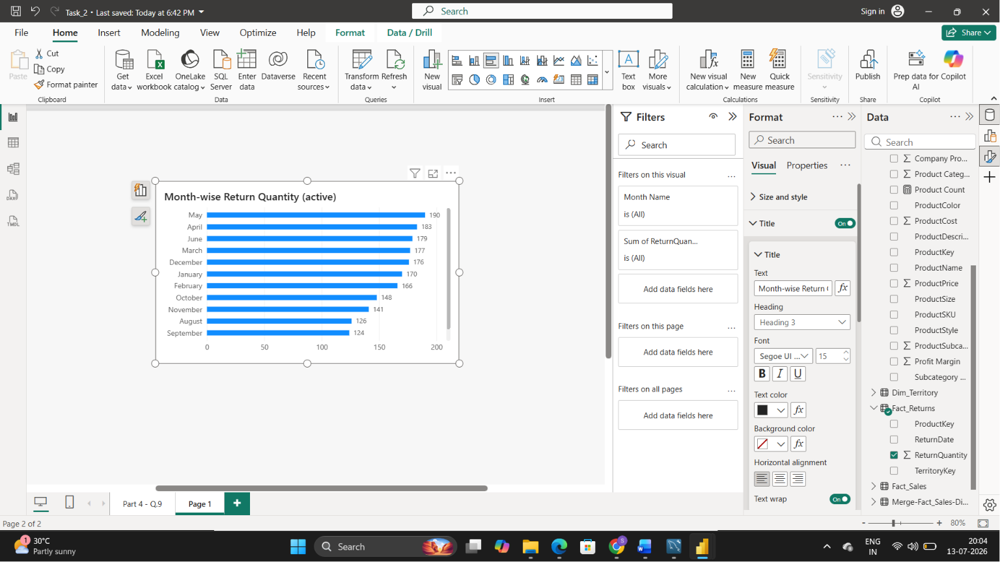 Task_2 • Last saved: Today at 6:42 PM
Search
Sign in
File
Home
Insert
Modeling
View
Optimize
Help
Format
Data / Drill
Share
Paste
Cut
Copy
Format painter
Clipboard
Get data
Excel workbook
OneLake catalog
SQL Server
Enter data
Dataverse
Recent sources
Data
Transform data
Refresh
Queries
New visual
Text box
More visuals
Insert
New visual calculation
New measure
Quick measure
Calculations
Sensitivity
Sensitivity
Publish
Share
Prep data for AI
Copilot
Copilot
DAX
TMDL
Month-wise Return Quantity (active)
May 190
April 183
June 179
March 177
December 176
January 170
February 166
October 148
November 141
August 126
September 124
0 50 100 150 200
Filters
Search
Filters on this visual ...
Month Name
is (All)
Sum of ReturnQuan...
is (All)
Add data fields here
Filters on this page ...
Add data fields here
Filters on all pages ...
Add data fields here
Format
Search
Visual
Properties
Size and style
Title
On
Title
Text
Month-wise Return (
fx
Heading
Heading 3
Font
Segoe UI ...
15
B I U
Text color
fx
Background color
fx
Horizontal alignment
Text wrap
On
Data
Search
Company Pro...
Product Categ...
Product Count
ProductColor
ProductCost
ProductDescri...
ProductKey
ProductName
ProductPrice
ProductSize
ProductSKU
ProductStyle
ProductSubca...
Profit Margin
Subcategory ...
Dim_Territory
Fact_Returns
ProductKey
ReturnDate
ReturnQuantity
TerritoryKey
Fact_Sales
Merge-Fact_Sales-Di...
Part 4 - Q.9
Page 1
Page 2 of 2
- + 80%
1
30°C
Partly sunny
Search
S
ENG
IN
20:04
13-07-2026